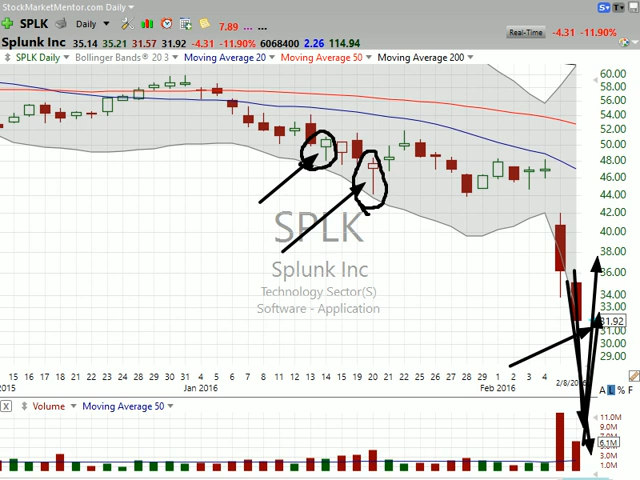 StockMarketMentor.com Daily
S T
SPLK Daily 7.89 ...
Splunk Inc 35.14 35.21 31.57 31.92 -4.31 -11.90% 6068400 2.26 114.94 Real-Time -4.31 -11.90%
SPLK Daily Bollinger Bands® 20 3 Moving Average 20 Moving Average 50 Moving Average 200
60.00
58.00
56.00
54.00
52.00
50.00
48.00
46.00
44.00
42.00
40.00
38.00
36.00
34.00
33.00
31.92
30.00
29.00
SPLK
Splunk Inc
Technology Sector(S)
Software - Application
15 16 17 18 21 22 23 24 28 29 30 31 4 5 6 7 8 11 12 13 14 15 19 20 21 22 25 26 27 28 29 1 2 3 4
2015 Jan 2016 Feb 2016 2/8/20
A L % F
X Volume Moving Average 50
11.0M
9.0M
6.1M
3.0M
1.0M